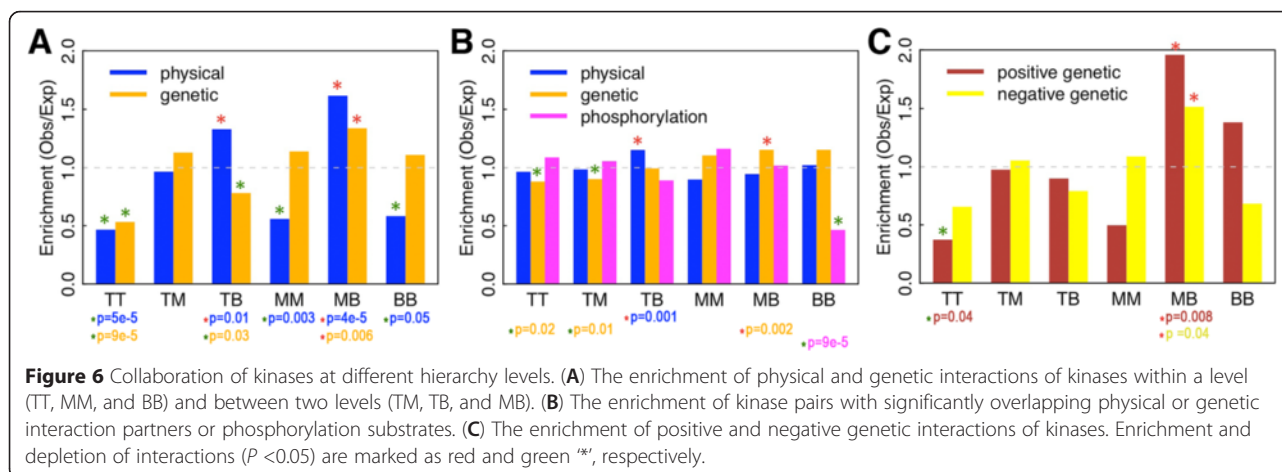 A
B
C
Enrichment (Obs/Exp)
0.0 0.5 1.0 1.5 2.0
physical
genetic
* * * * * * * * *
TT TM TB MM MB BB
*p=5e-5 *p=0.01 *p=0.003 *p=4e-5 *p=0.05
*p=9e-5 *p=0.03 *p=0.006
Enrichment (Obs/Exp)
0.0 0.5 1.0 1.5 2.0
physical
genetic
phosphorylation
* * * * *
TT TM TB MM MB BB
*p=0.02 *p=0.01 *p=0.001 *p=0.002
*p=9e-5
Enrichment (Obs/Exp)
0.0 0.5 1.0 1.5 2.0
positive genetic
negative genetic
* * *
TT TM TB MM MB BB
*p=0.04 *p=0.008
*p =0.04
Figure 6 Collaboration of kinases at different hierarchy levels. (A) The enrichment of physical and genetic interactions of kinases within a level
(TT, MM, and BB) and between two levels (TM, TB, and MB). (B) The enrichment of kinase pairs with significantly overlapping physical or genetic
interaction partners or phosphorylation substrates. (C) The enrichment of positive and negative genetic interactions of kinases. Enrichment and
depletion of interactions (P <0.05) are marked as red and green ‘*’, respectively.